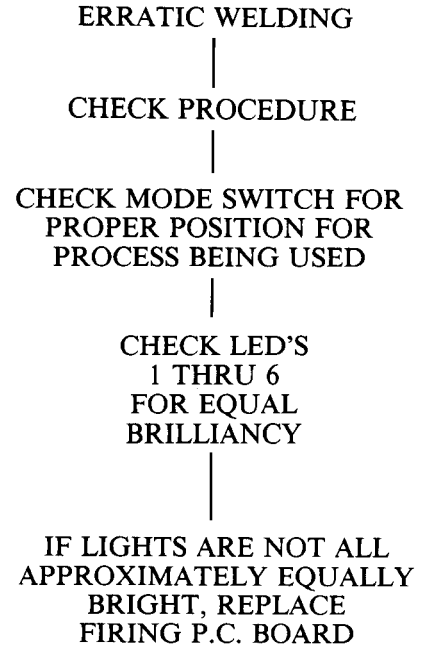 ERRATIC WELDING
CHECK PROCEDURE
CHECK MODE SWITCH FOR
PROPER POSITION FOR
PROCESS BEING USED
CHECK LED'S
1 THRU 6
FOR EQUAL
BRILLIANCY
IF LIGHTS ARE NOT ALL
APPROXIMATELY EQUALLY
BRIGHT, REPLACE
FIRING P.C. BOARD